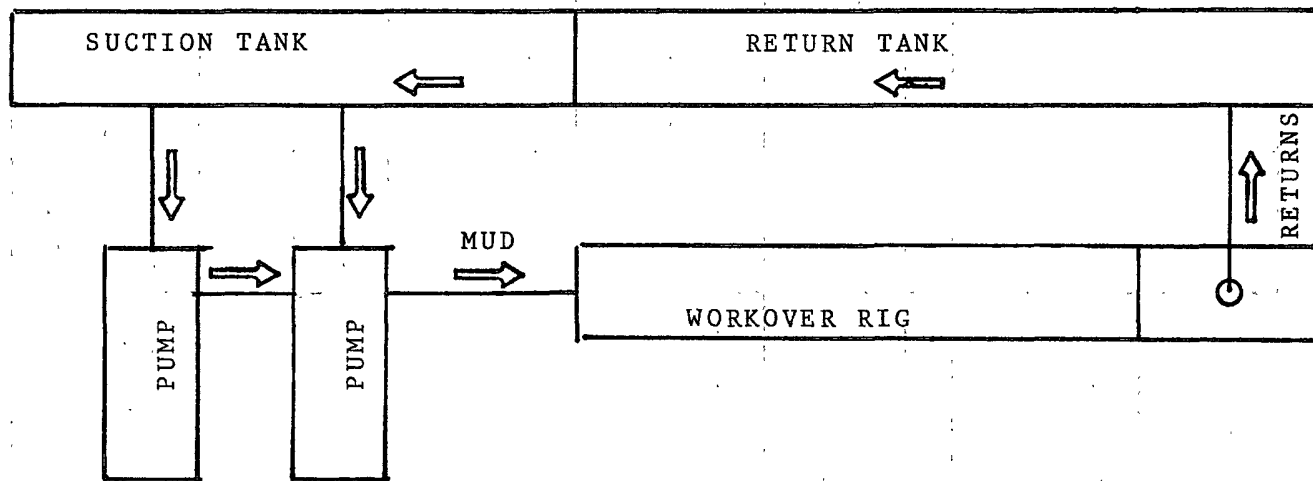 SUCTION TANK
RETURN TANK
RETURNS
MUD
WORKOVER RIG
PUMP
PUMP